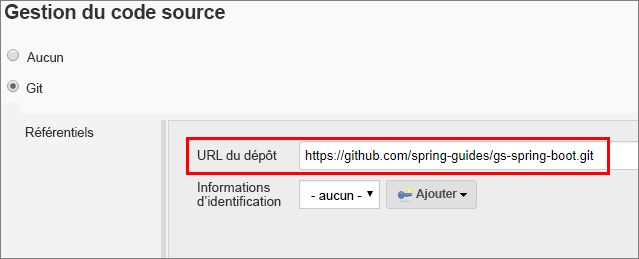 Gestion du code source
Aucun
Git
Référentiels
URL du dépôt
https://github.com/spring-guides/gs-spring-boot.git
Informations
d’identification
- aucun -
Ajouter